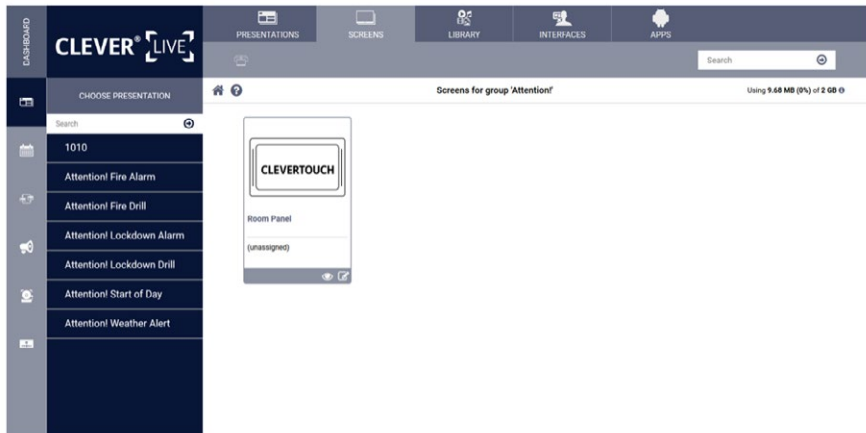 DASHBOARD
CLEVER® [LIVE]
PRESENTATIONS
SCREENS
LIBRARY
INTERFACES
APPS
Search
CHOOSE PRESENTATION
Screens for group 'Attention!'
Using 9.68 MB (0%) of 2 GB
Search
1010
Attention! Fire Alarm
Attention! Fire Drill
Attention! Lockdown Alarm
Attention! Lockdown Drill
Attention! Start of Day
Attention! Weather Alert
CLEVERTOUCH
Room Panel
(unassigned)